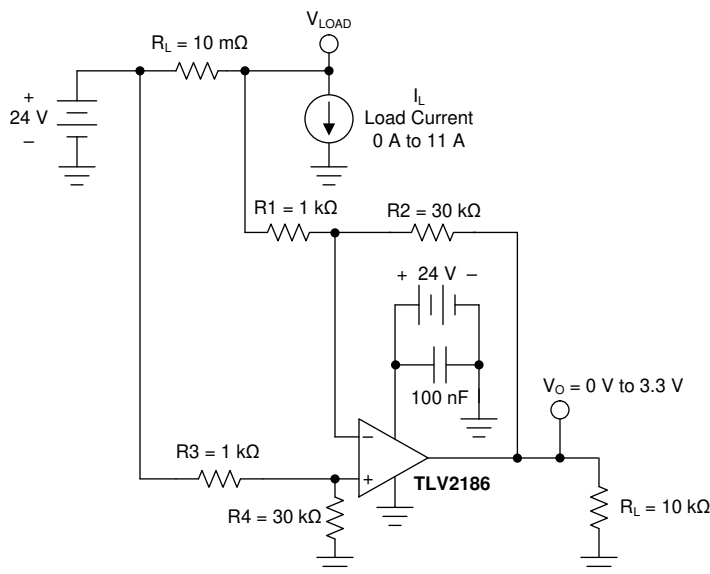 V_LOAD
R_L = 10 mΩ
+
24 V
–
I_L
Load Current
0 A to 11 A
R1 = 1 kΩ
R2 = 30 kΩ
+ 24 V –
100 nF
V_O = 0 V to 3.3 V
R3 = 1 kΩ
–
+
TLV2186
R4 = 30 kΩ
R_L = 10 kΩ